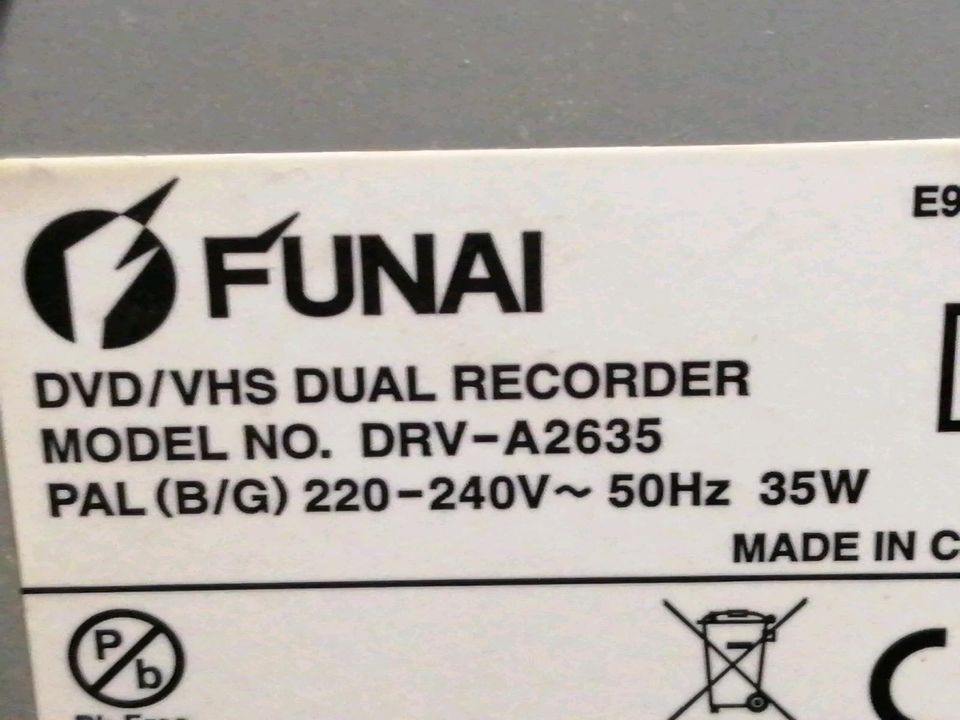 E9
FUNAI
DVD/VHS DUAL RECORDER
MODEL NO. DRV-A2635
PAL (B/G) 220-240V~ 50Hz 35W
MADE IN C
Pb